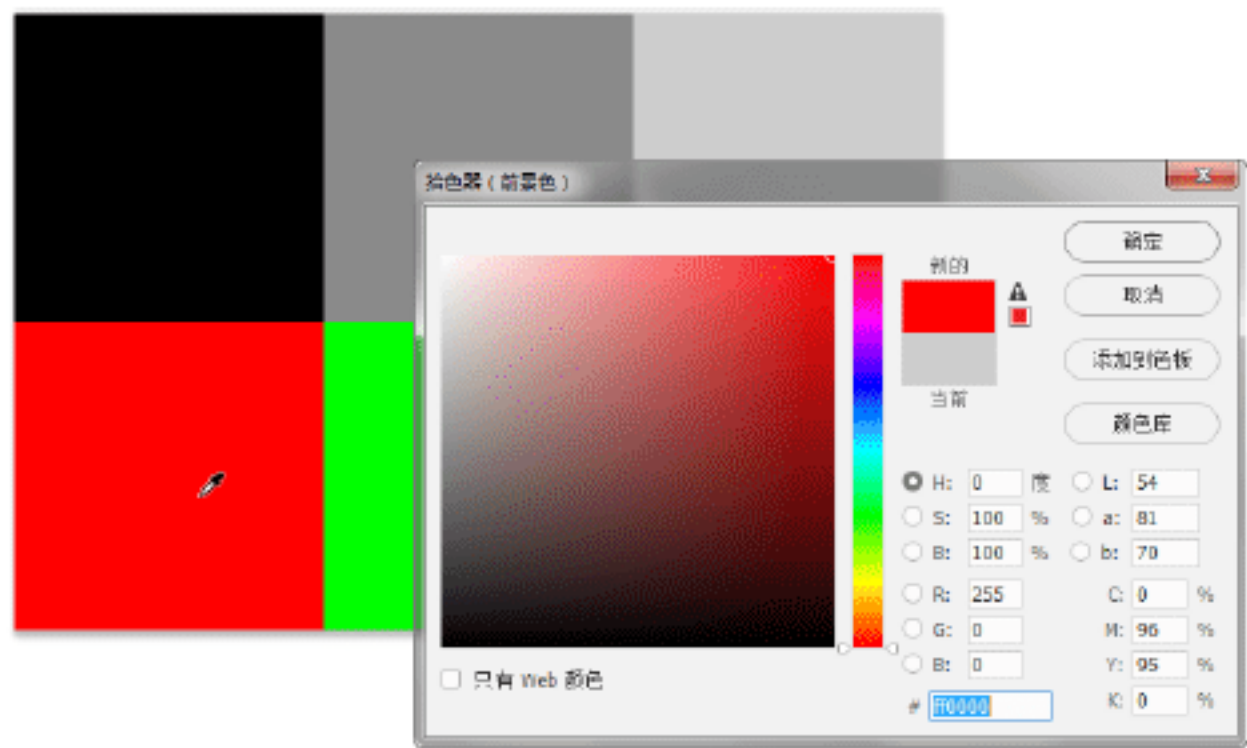 拾色器（前景色）
确定
新的
取消
添加到色板
当前
颜色库
H: 0 度
L: 54
S: 100 %
a: 81
B: 100 %
b: 70
R: 255
C: 0 %
G: 0
M: 96 %
B: 0
Y: 95 %
只有 Web 颜色
# ff0000
K: 0 %